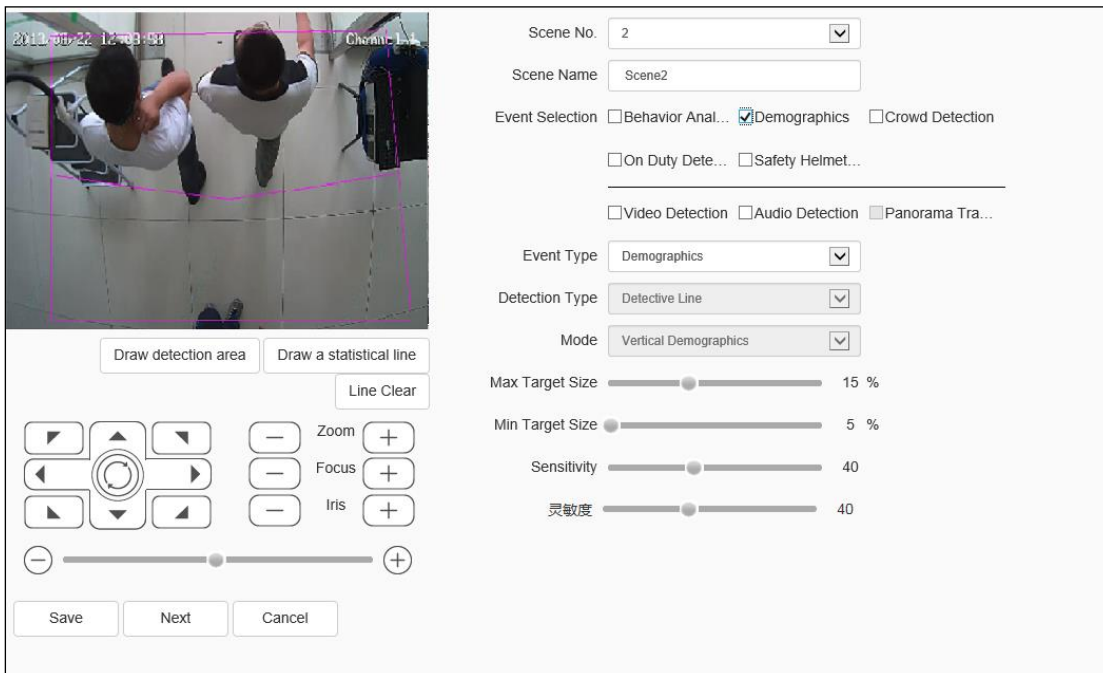 Channel1
Scene No. 2
Scene Name Scene2
Event Selection Behavior Anal... Demographics Crowd Detection
On Duty Dete... Safety Helmet...
Video Detection Audio Detection Panorama Tra...
Event Type Demographics
Detection Type Detective Line
Mode Vertical Demographics
Max Target Size 15 %
Min Target Size 5 %
Sensitivity 40
灵敏度 40
Draw detection area Draw a statistical line
Line Clear
Zoom
Focus
Iris
Save Next Cancel